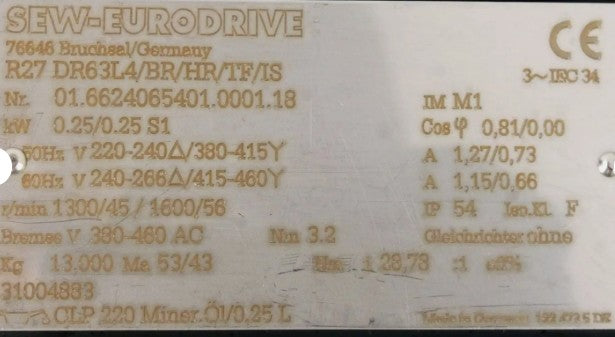 SEW-EURODRIVE
76646 Bruchsal/Germany
CE
R27 DR63L4/BR/HR/TF/IS
3~IEC 34
Nr. 01.6624065401.0001.18
IM M1
kW 0.25/0.25 S1
Cos φ 0,81/0,00
50Hz V 220-240△/380-415Y
A 1,27/0,73
60Hz V 240-266△/415-460Y
A 1,15/0,66
r/min 1300/45 / 1600/56
IP 54 Iso.Kl. F
Bremse V 380-460 AC Nm 3.2 Gleichrichter ohne
Kg 13,000 Ma 53/43 i 28,78 :1
31004883
CLP 220 Miner.Öl/0.25 L
Made in Germany